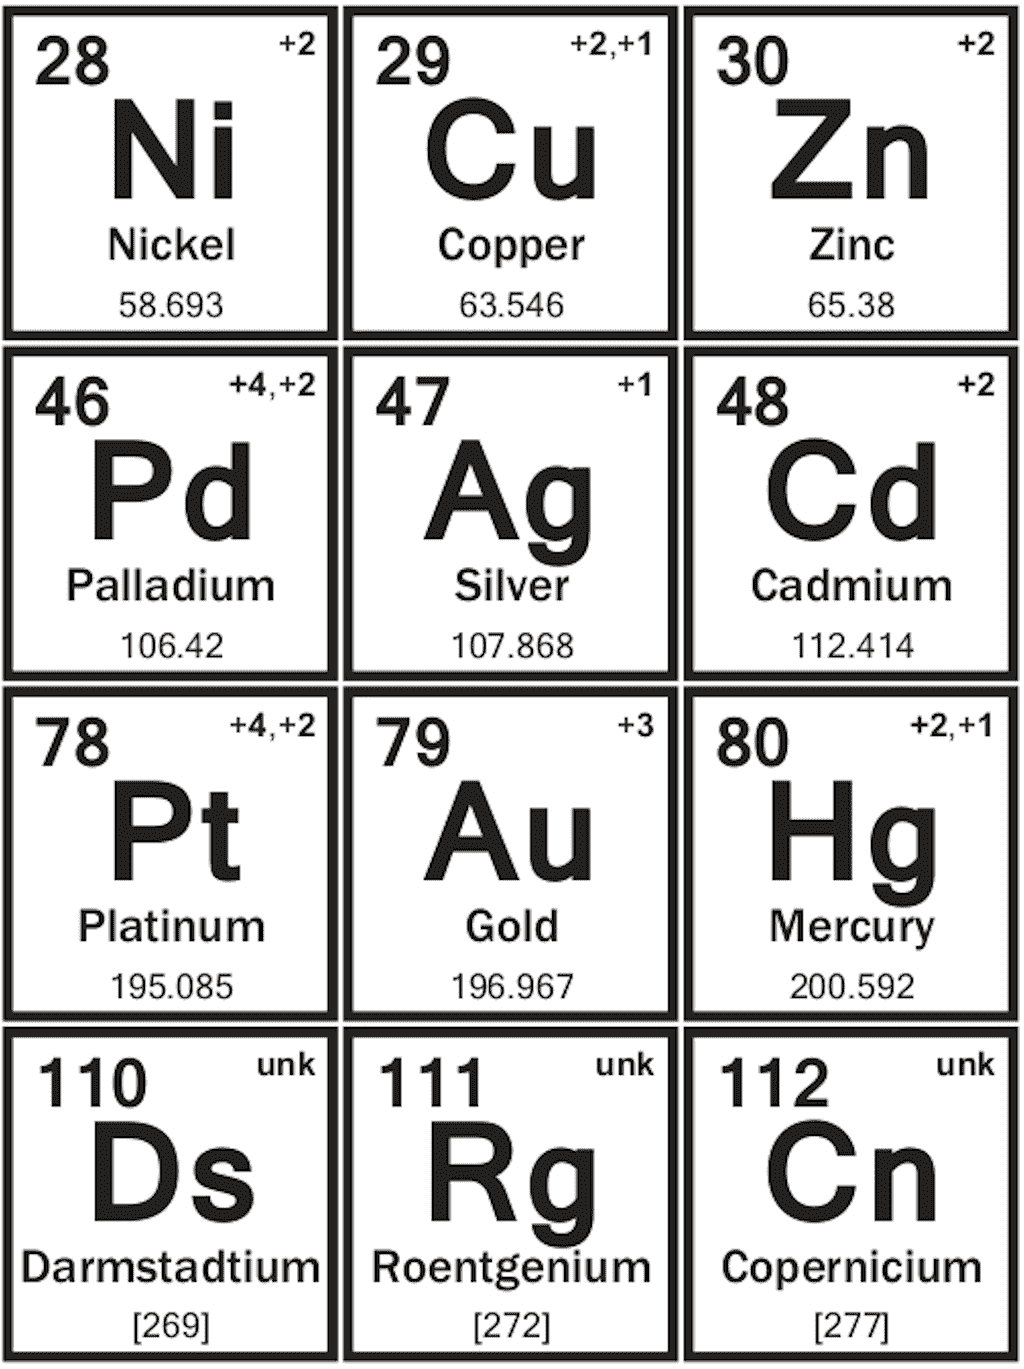 28 +2
Ni
Nickel
58.693
29 +2,+1
Cu
Copper
63.546
30 +2
Zn
Zinc
65.38
46 +4,+2
Pd
Palladium
106.42
47 +1
Ag
Silver
107.868
48 +2
Cd
Cadmium
112.414
78 +4,+2
Pt
Platinum
195.085
79 +3
Au
Gold
196.967
80 +2,+1
Hg
Mercury
200.592
110 unk
Ds
Darmstadtium
[269]
111 unk
Rg
Roentgenium
[272]
112 unk
Cn
Copernicium
[277]